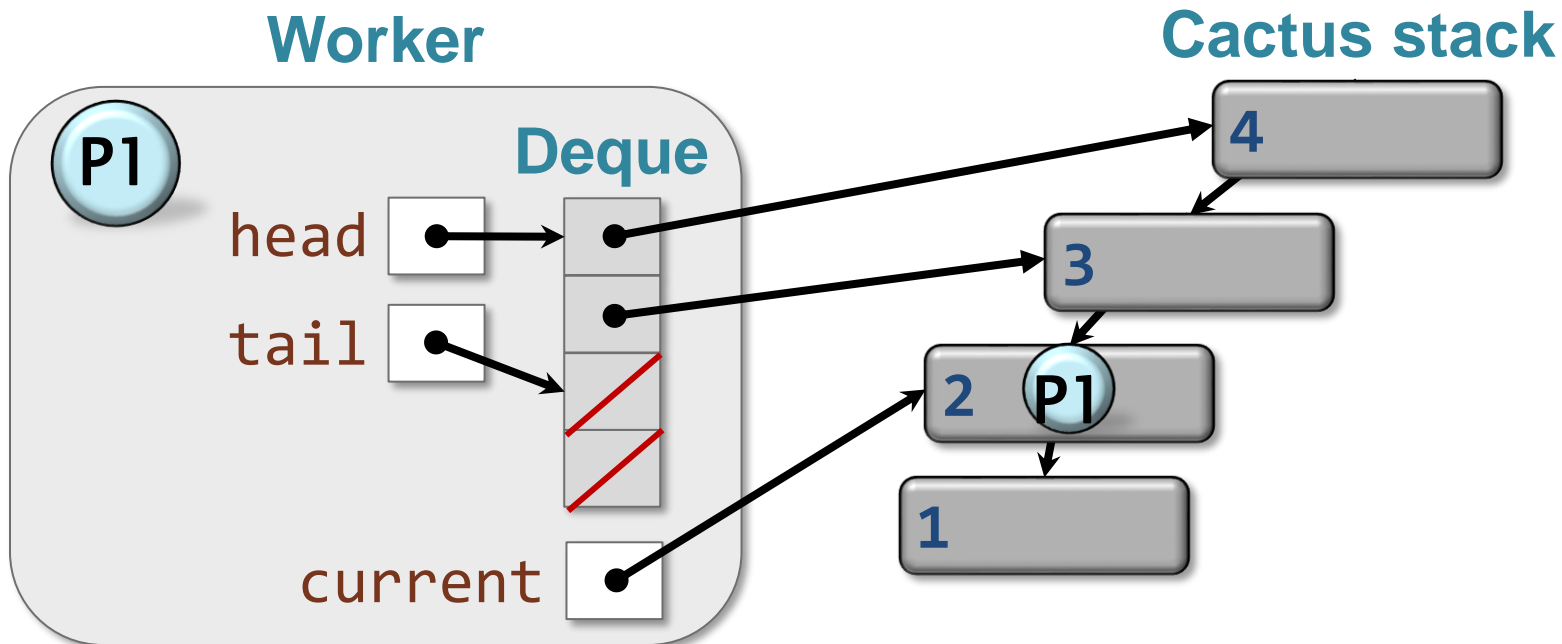 Worker
Cactus stack
P1
Deque
head
tail
current
4
3
2
P1
1